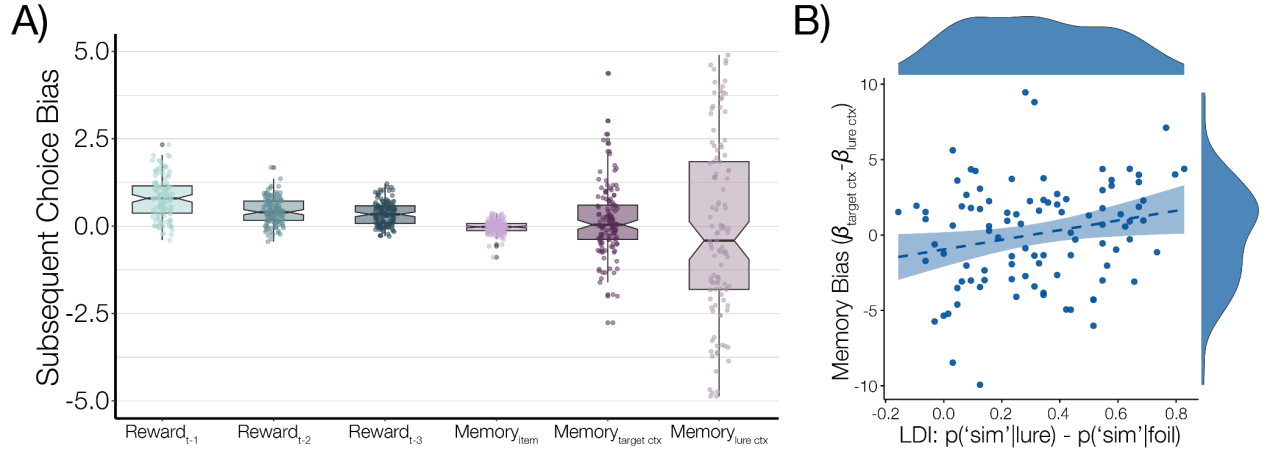 A)
Subsequent Choice Bias
5.0
2.5
0.0
-2.5
-5.0
Reward t-1
Reward t-2
Reward t-3
Memory item
Memory target ctx
Memory lure ctx
B)
Memory Bias (β target ctx -β lure ctx)
10
5
0
-5
-10
-0.2
0.0
0.2
0.4
0.6
0.8
LDI: p(‘sim’|lure) - p(‘sim’|foil)